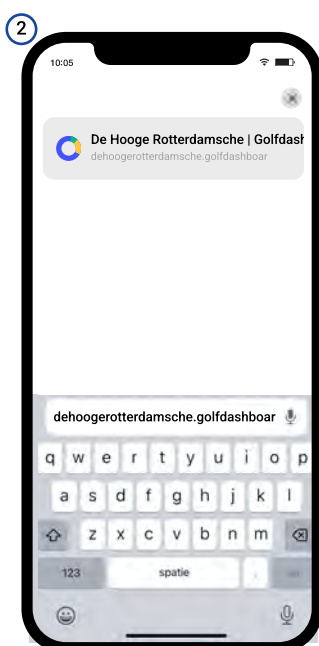 2
10:05
De Hooge Rotterdamsche | Golfdash
dehoogerotterdamsche.golfdashboar
dehoogerotterdamsche.golfdashboar
q w e r t y u i o p
a s d f g h j k l
z x c v b n m
123 spatie .